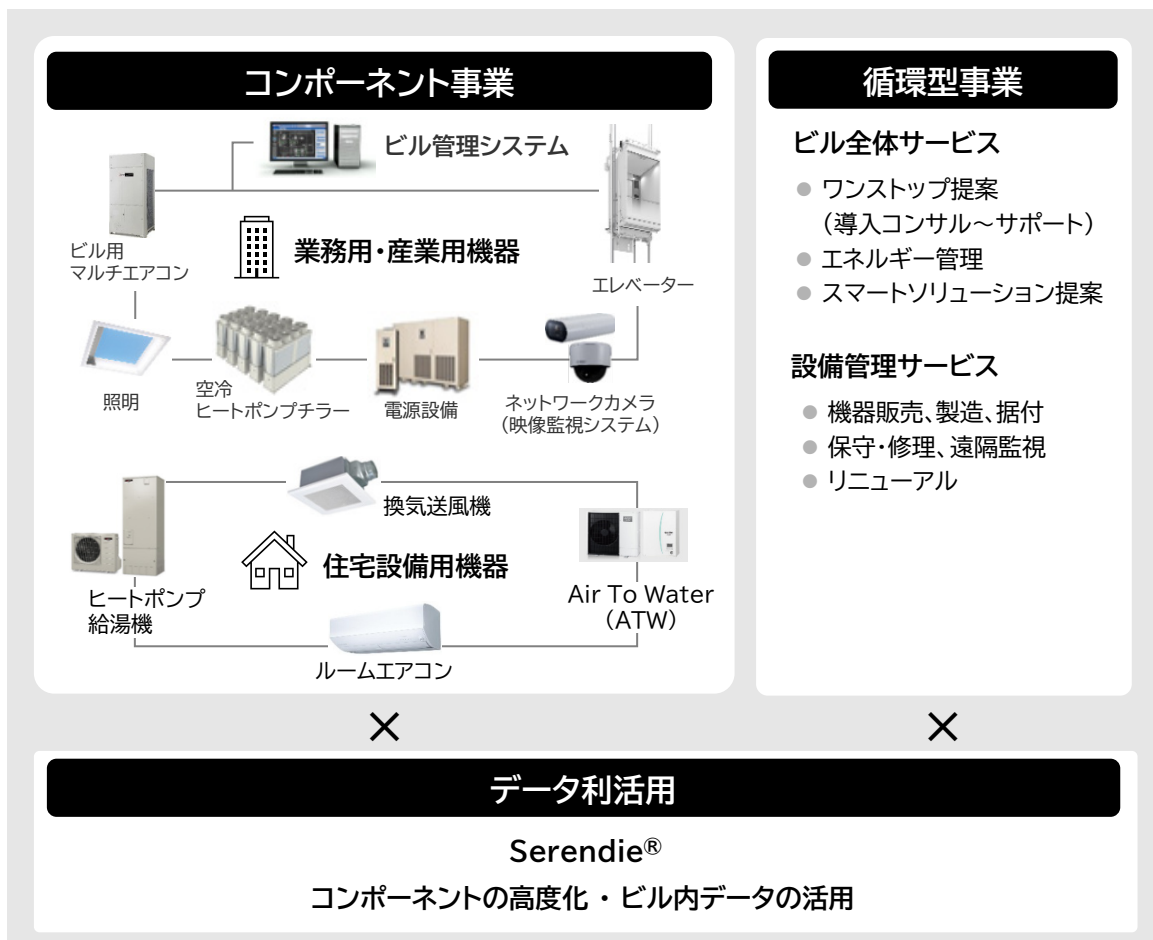 コンポーネント事業
ビル管理システム
ビル用
マルチエアコン
業務用・産業用機器
エレベーター
照明
空冷
ヒートポンプチラー
電源設備
ネットワークカメラ
（映像監視システム）
換気送風機
住宅設備用機器
ヒートポンプ
給湯機
Air To Water
（ATW）
ルームエアコン
循環型事業
ビル全体サービス
● ワンストップ提案
（導入コンサル～サポート）
● エネルギー管理
● スマートソリューション提案
設備管理サービス
● 機器販売、製造、据付
● 保守・修理、遠隔監視
● リニューアル
×
×
データ利活用
Serendie®
コンポーネントの高度化 ・ ビル内データの活用